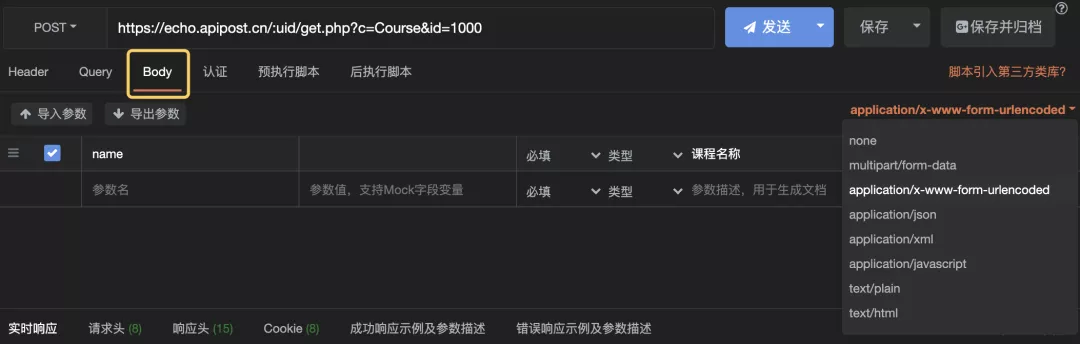 POST https://echo.apipost.cn/:uid/get.php?c=Course&id=1000 发送 保存 保存并归档
Header Query Body 认证 预执行脚本 后执行脚本 脚本引入第三方类库?
导入参数 导出参数 application/x-www-form-urlencoded
name 必填 类型 课程名称
参数名 参数值，支持Mock字段变量 必填 类型 参数描述，用于生成文档
none
multipart/form-data
application/x-www-form-urlencoded
application/json
application/xml
application/javascript
text/plain
text/html
实时响应 请求头 (8) 响应头 (15) Cookie (8) 成功响应示例及参数描述 错误响应示例及参数描述